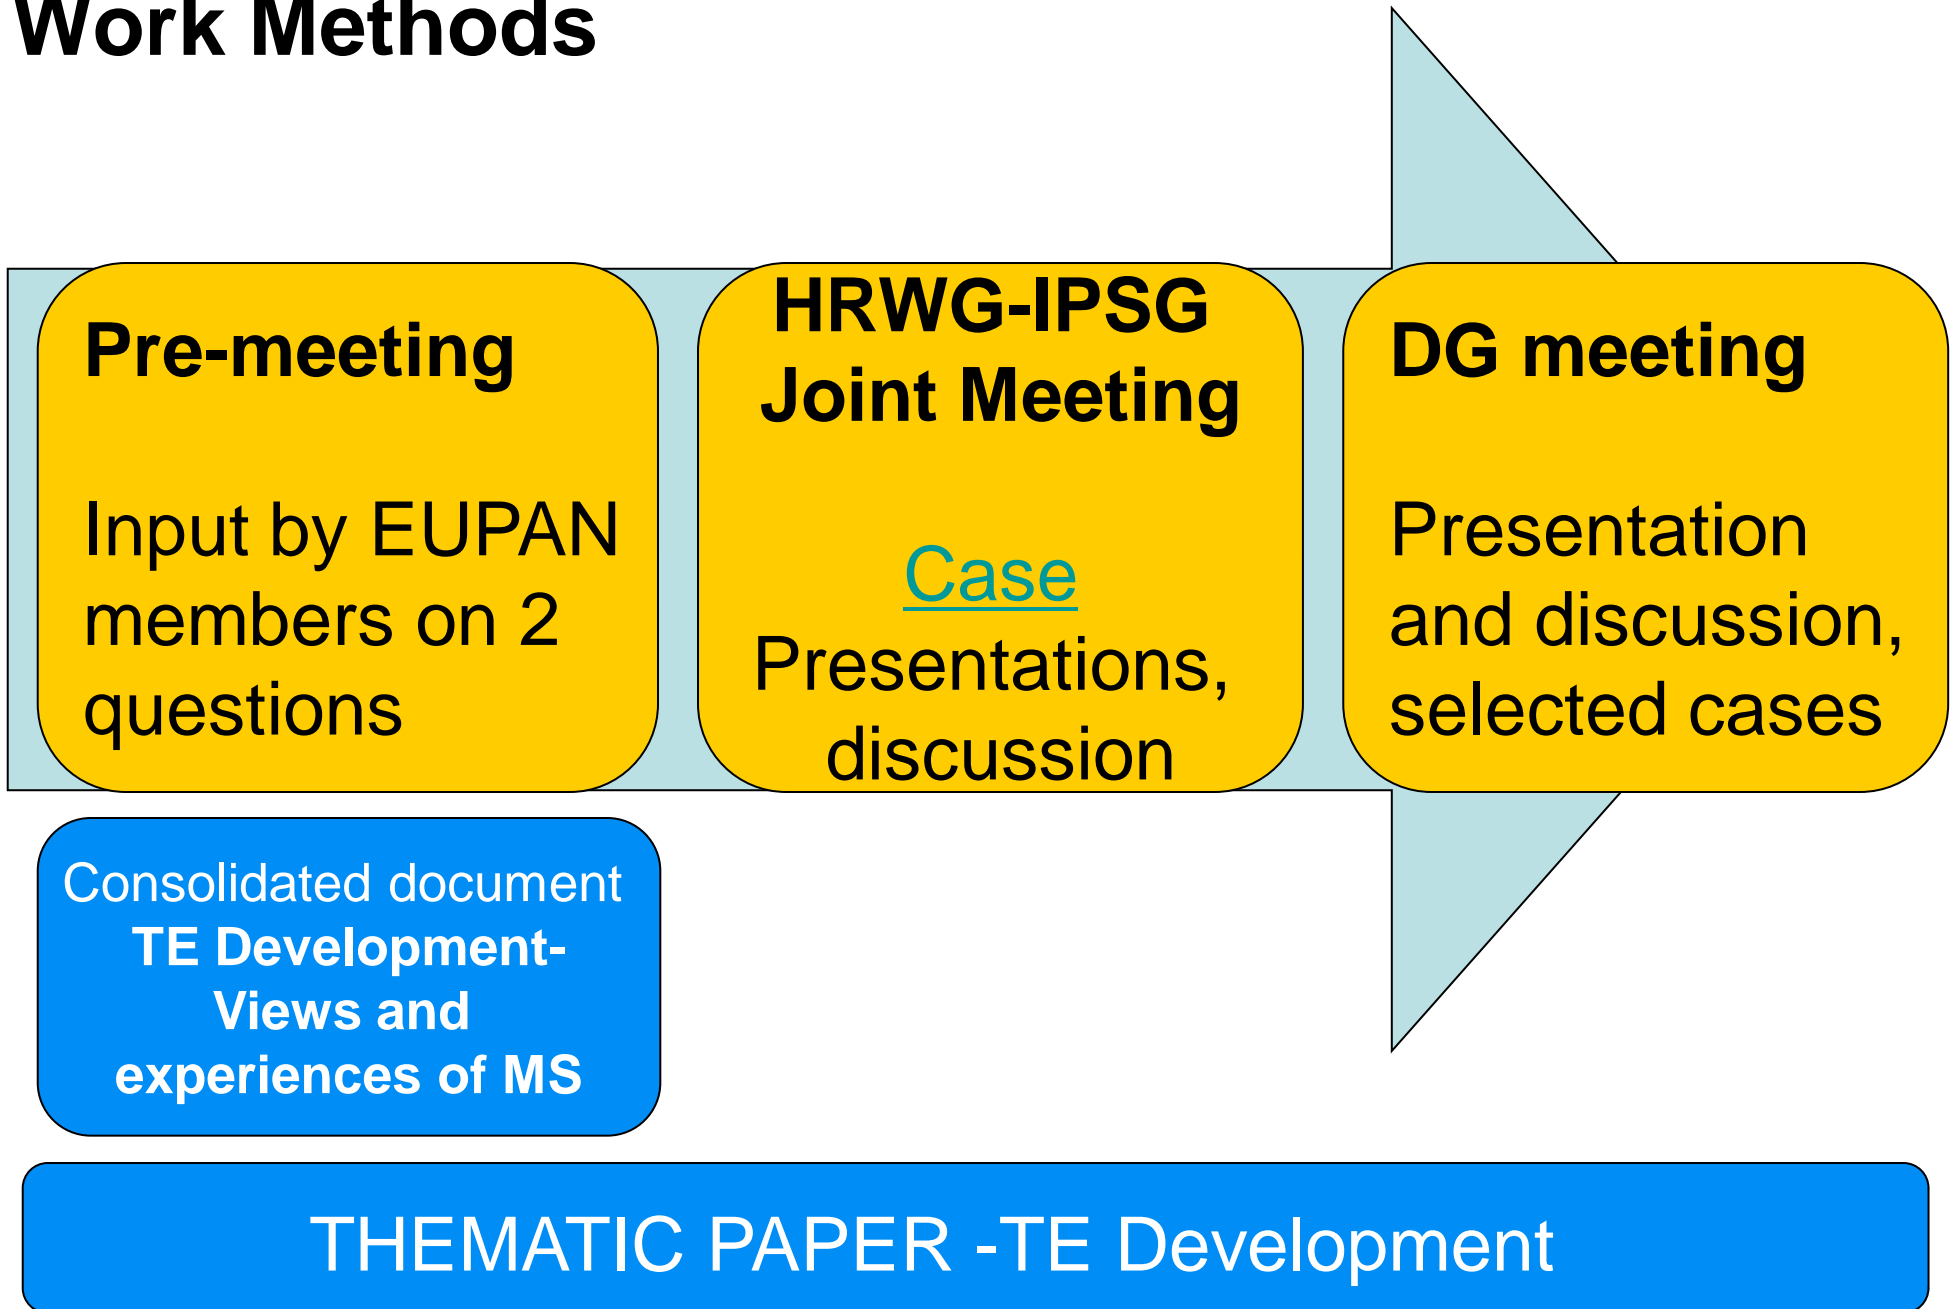 Work Methods
Pre-meeting
Input by EUPAN
members on 2
questions
HRWG-IPSG
Joint Meeting
Case
Presentations,
discussion
DG meeting
Presentation
and discussion,
selected cases
Consolidated document
TE Development-
Views and
experiences of MS
THEMATIC PAPER -TE Development